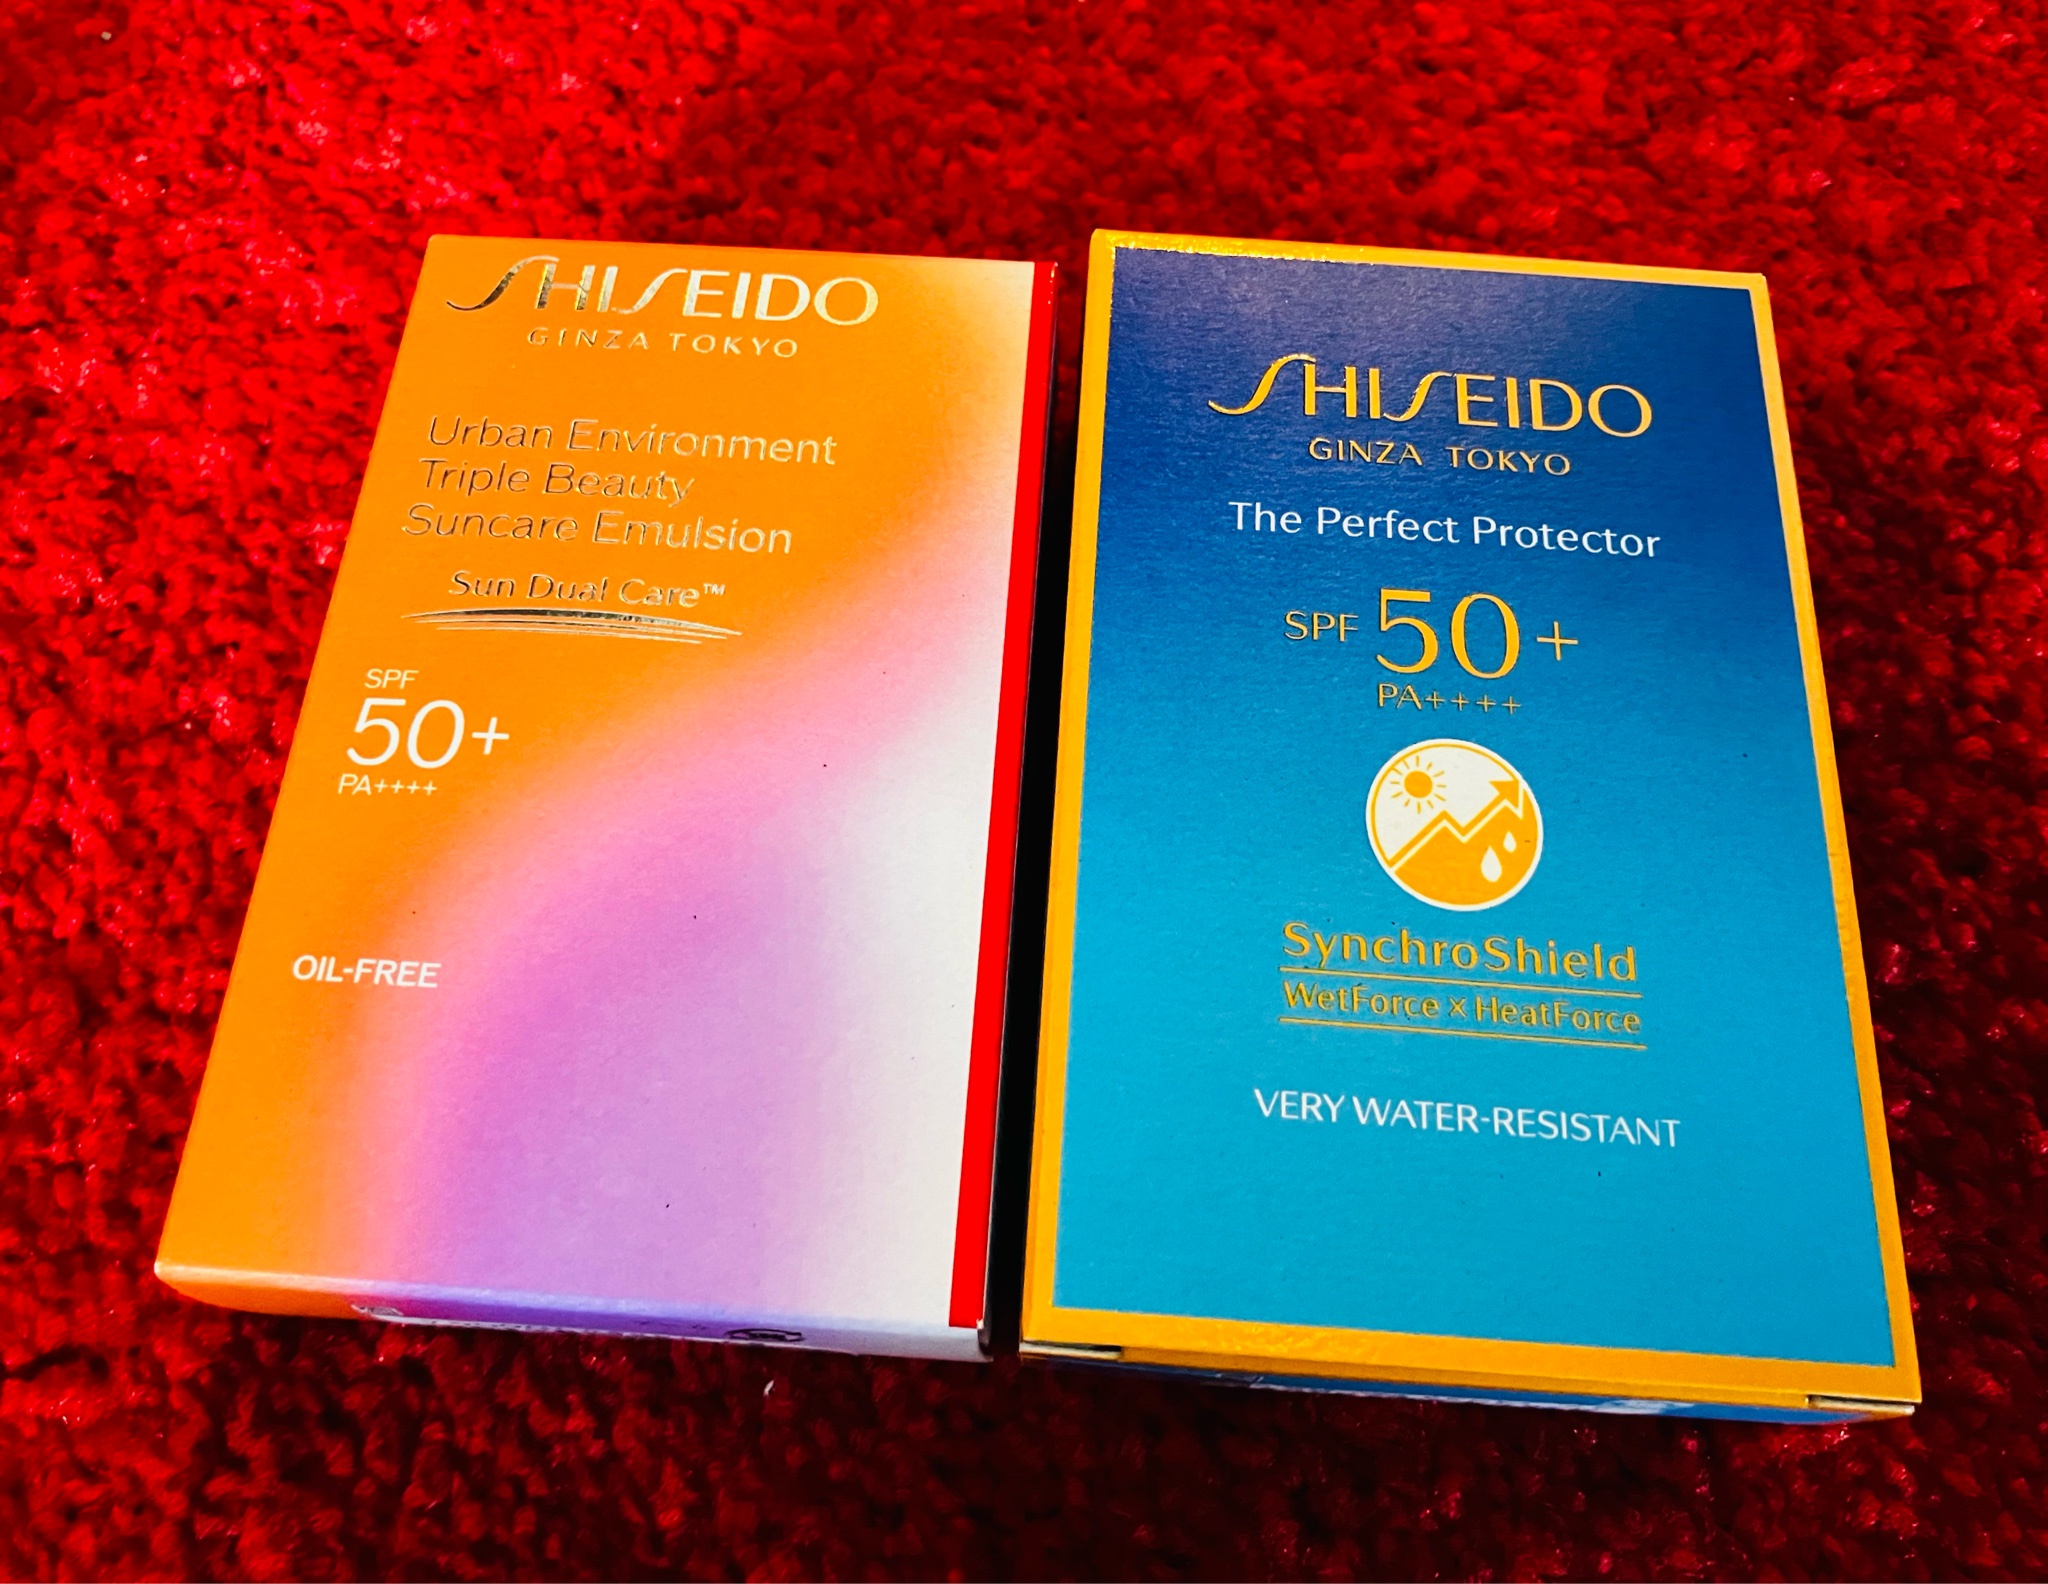 SHISEIDO
GINZA TOKYO
Urban Environment
Triple Beauty
Suncare Emulsion
Sun Dual Care™
SPF
50+
PA++++
OIL-FREE
SHISEIDO
GINZA TOKYO
The Perfect Protector
SPF 50+
PA++++
SynchroShield
WetForce x HeatForce
VERY WATER-RESISTANT